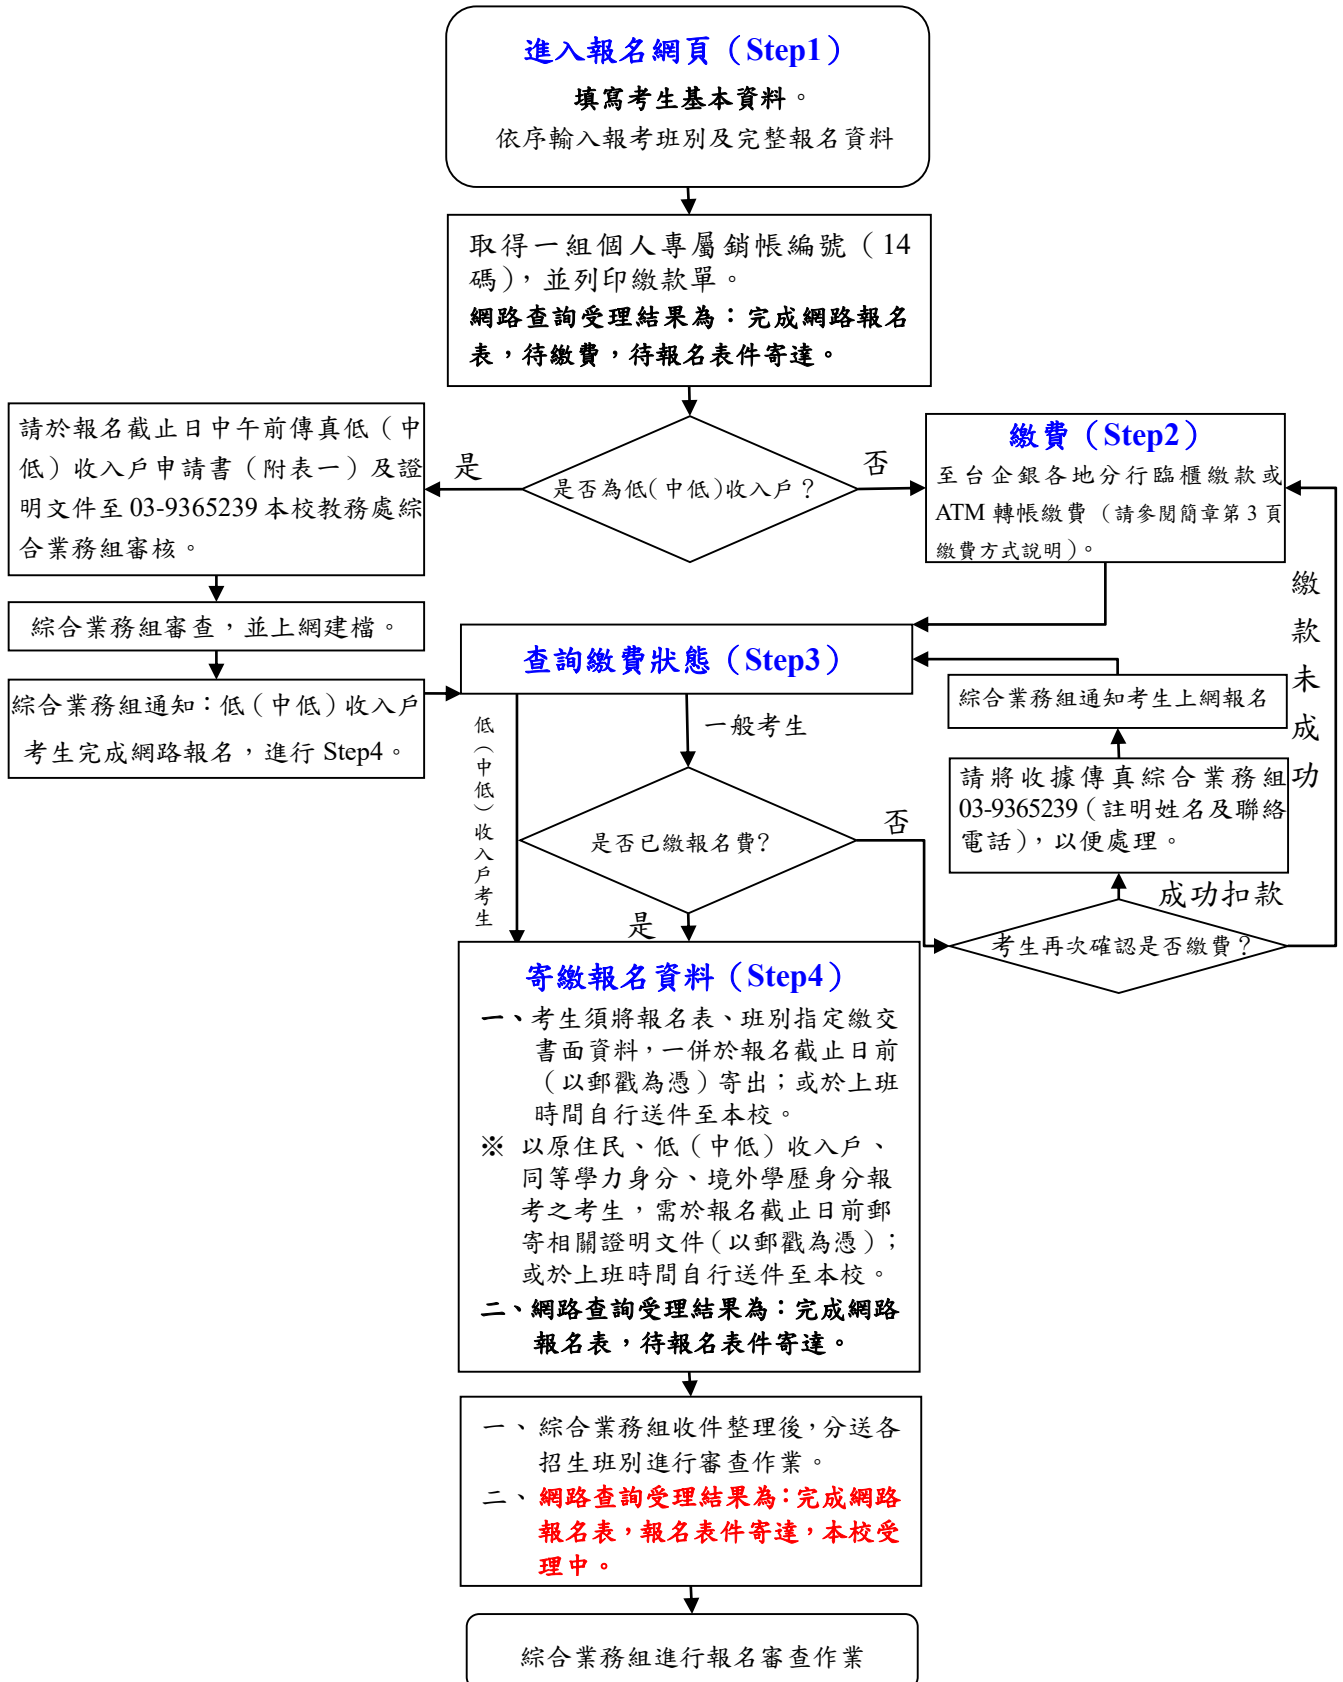 進入報名網頁（Step1）
填寫考生基本資料。
依序輸入報考班別及完整報名資料
取得一組個人專屬銷帳編號（14
碼），並列印繳款單。
網路查詢受理結果為：完成網路報名
表，待繳費，待報名表件寄達。
是否為低(中低)收入戶？
是
否
請於報名截止日中午前傳真低（中
低）收入戶申請書（附表一）及證
明文件至 03-9365239 本校教務處綜
合業務組審核。
綜合業務組審查，並上網建檔。
綜合業務組通知：低（中低）收入戶
考生完成網路報名，進行 Step4。
繳費（Step2）
至台企銀各地分行臨櫃繳款或
ATM 轉帳繳費（請參閱簡章第 3 頁
繳費方式說明）。
繳款未成功
查詢繳費狀態（Step3）
低（中低）收入戶考生
一般考生
綜合業務組通知考生上網報名
請將收據傳真綜合業務組
03-9365239（註明姓名及聯絡
電話），以便處理。
是否已繳報名費?
否
是
成功扣款
考生再次確認是否繳費？
寄繳報名資料（Step4）
一、考生須將報名表、班別指定繳交
書面資料，一併於報名截止日前
（以郵戳為憑）寄出；或於上班
時間自行送件至本校。
※ 以原住民、低（中低）收入戶、
同等學力身分、境外學歷身分報
考之考生，需於報名截止日前郵
寄相關證明文件（以郵戳為憑）；
或於上班時間自行送件至本校。
二、網路查詢受理結果為：完成網路
報名表，待報名表件寄達。
一、綜合業務組收件整理後，分送各
招生班別進行審查作業。
二、網路查詢受理結果為：完成網路
報名表，報名表件寄達，本校受
理中。
綜合業務組進行報名審查作業